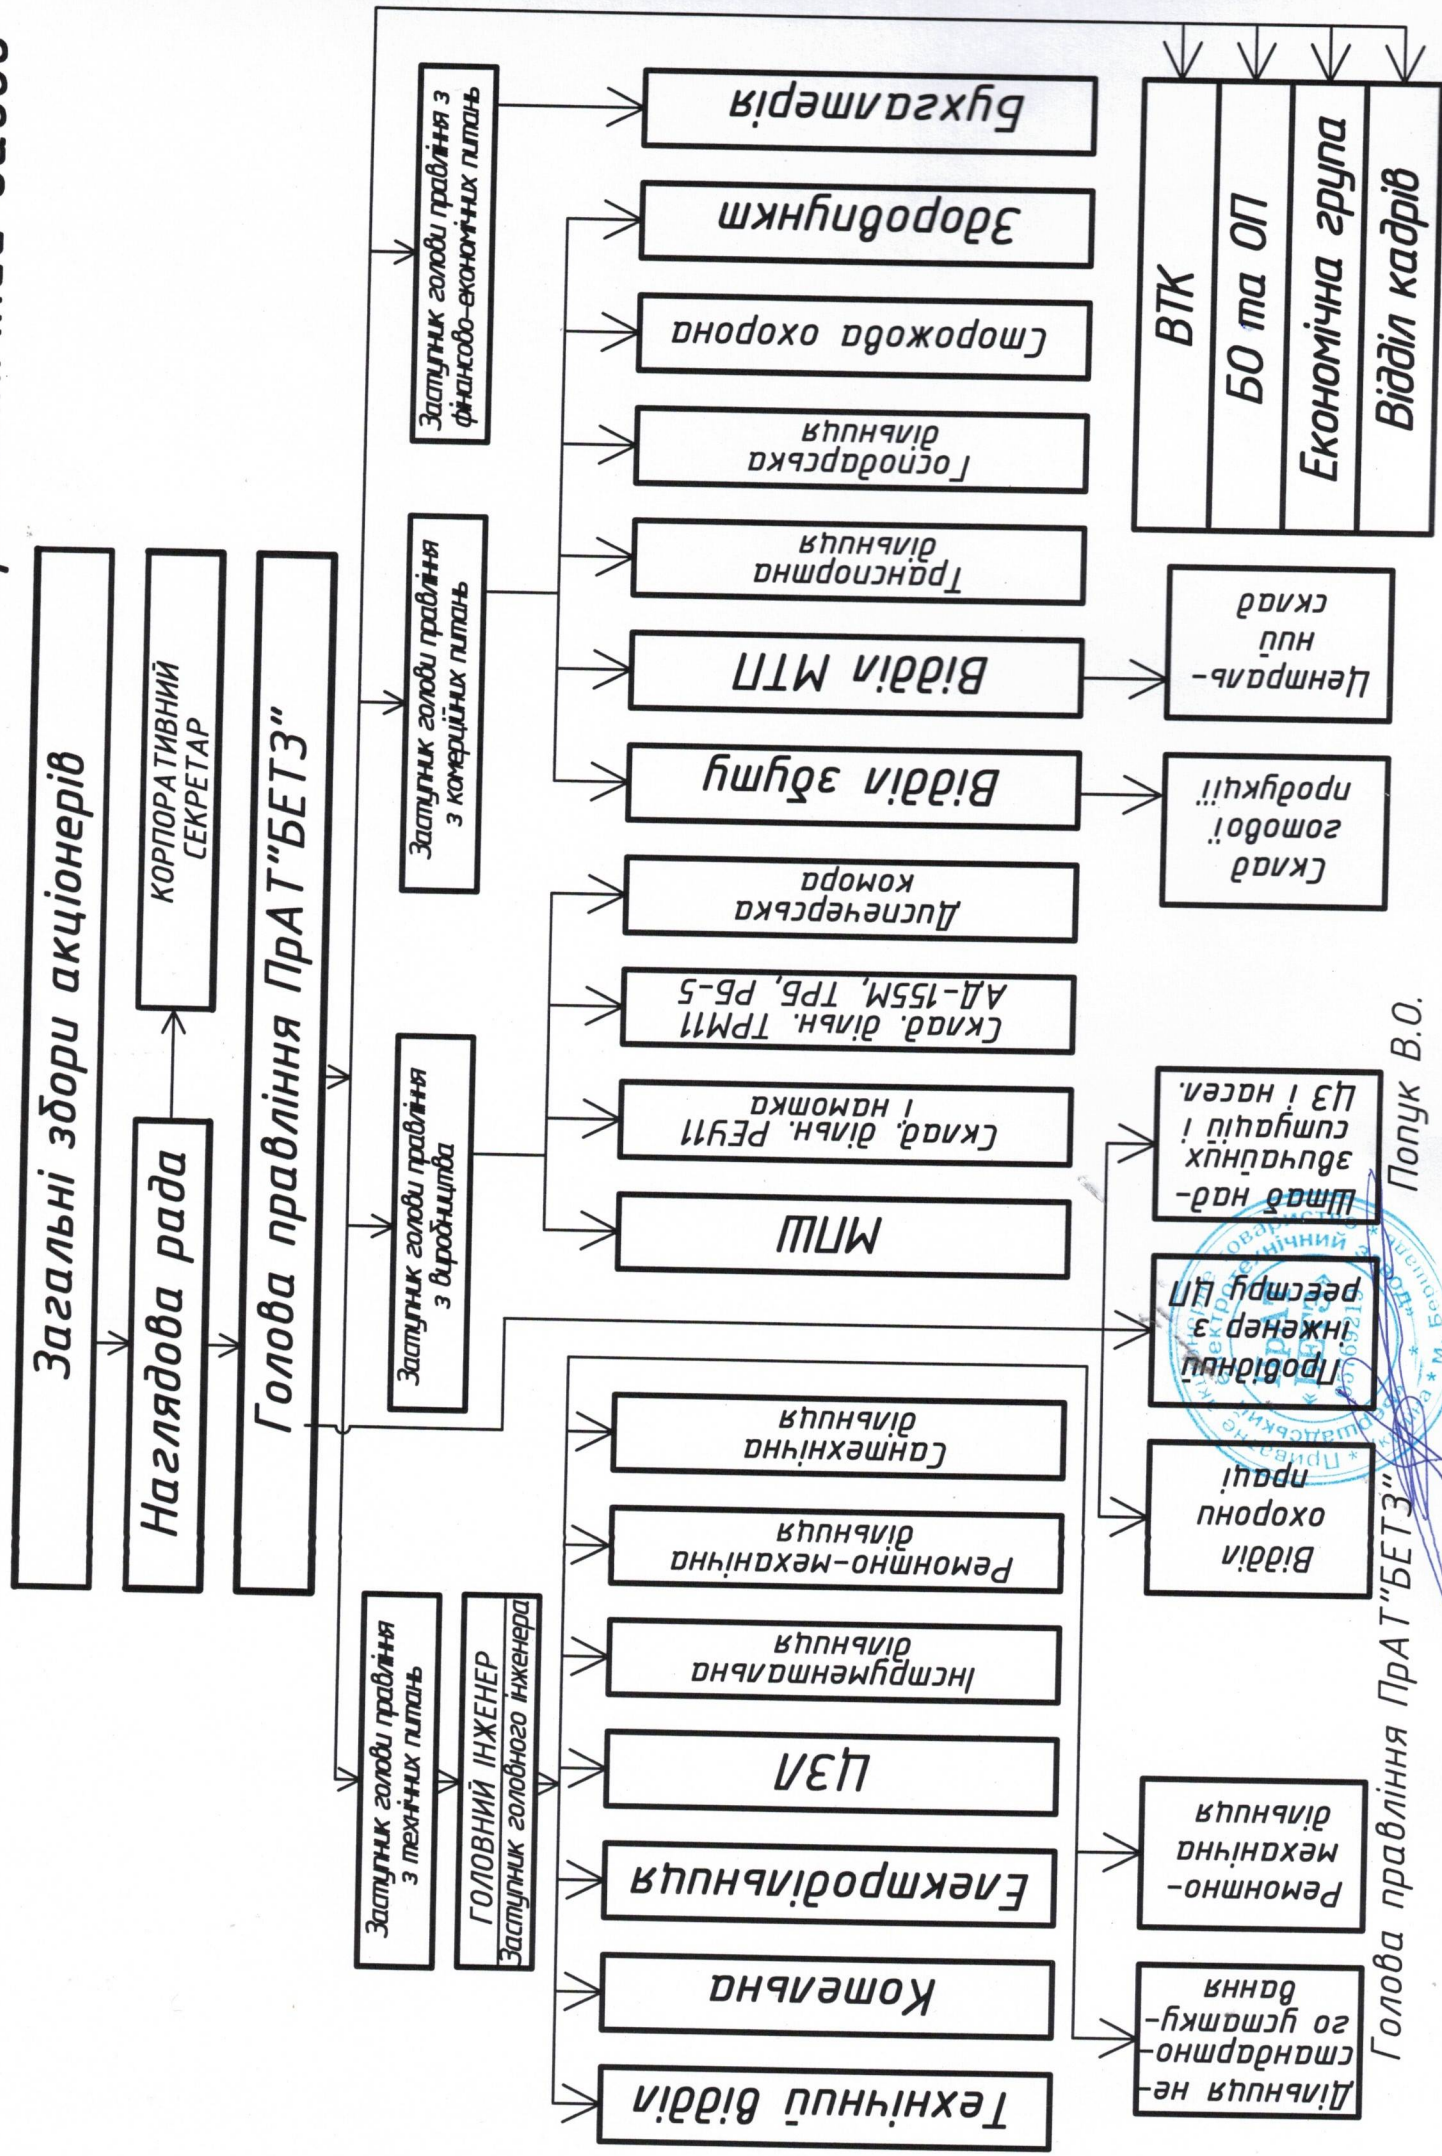 Загальні збори акціонерів
Наглядова рада
КОРПОРАТИВНИЙ
СЕКРЕТАР
Голова правління ПрАТ"БЕТЗ"
Заступник голови правління
з технічних питань
ГОЛОВНИЙ ІНЖЕНЕР
Заступник головного інженера
Заступник голови правління
з виробництва
Заступник голови правління
з комерційних питань
Заступник голови правління з
фінансово-економічних питань
Технічний відділ
Котельна
Електродільниця
ЦЗЛ
Інструментальна
дільниця
Ремонтно-механічна
дільниця
Сантехнічна
дільниця
МПШ
Склад. дільн. РЕУ11
і намотка
Склад. дільн. ТРМ11
АД-155М, ТРБ, РБ-5
Диспечерська
комора
Відділ збуту
Відділ МТП
Транспортна
дільниця
Господарська
дільниця
Сторожова охорона
Здоровпункт
Бухгалтерія
Дільниця не-
стандартно-
го устатку-
вання
Ремонтно-
механічна
дільниця
Відділ
охорони
праці
Провідний
інженер з
реєстру ЦП
Штаб над-
звичайних
ситуацій і
ЦЗ і насел.
Склад
готової
продукції
Централь-
ний
склад
ВТК
БО та ОП
Економічна група
Відділ кадрів
Голова правління ПрАТ"БЕТЗ"
Попук В.О.
ПрАТ
«БЕТЗ»